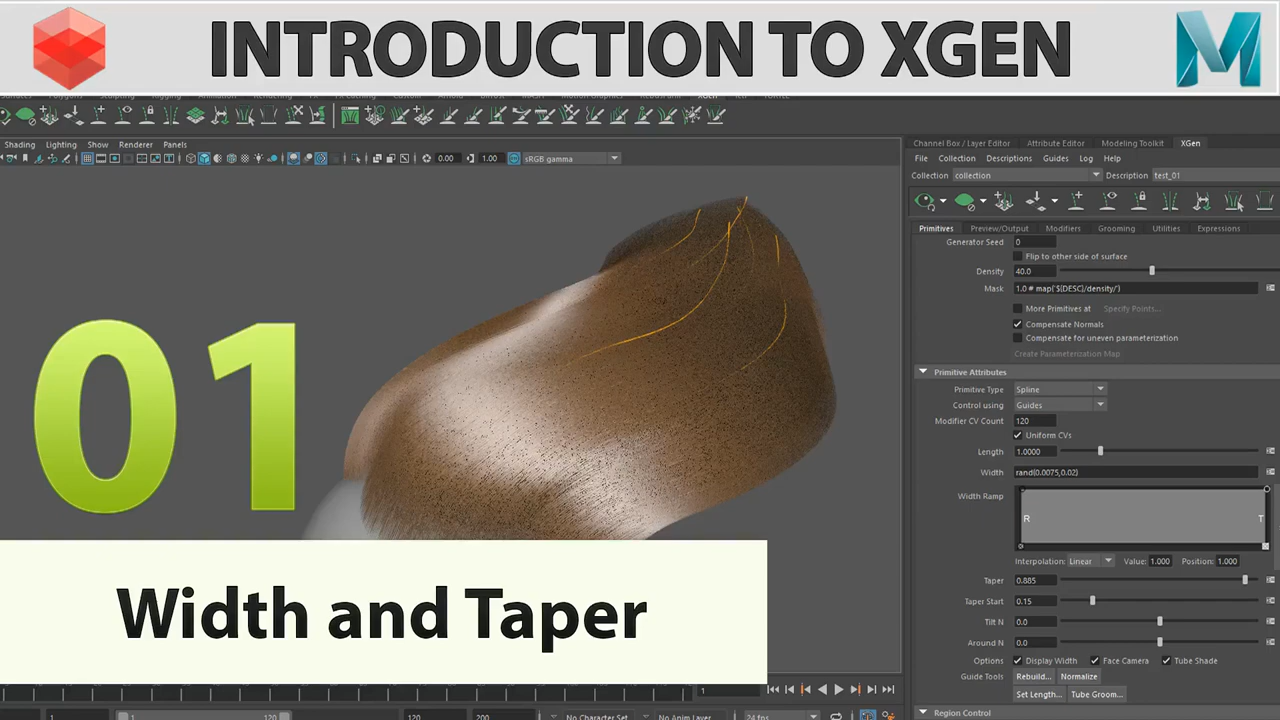 INTRODUCTION TO XGEN
Shading Lighting Show Renderer Panels
0.00 1.00 sRGB gamma
Channel Box / Layer Editor Attribute Editor Modeling Toolkit XGen
File Collection Descriptions Guides Log Help
Collection collection Description test_01
Primitives Preview/Output Modifiers Grooming Utilities Expressions
Generator Seed 0
Flip to other side of surface
Density 40.0
Mask 1.0 # map('${DESC}/density/')
More Primitives at Specify Points...
Compensate Normals
Compensate for uneven parameterization
Create Parameterization Map
Primitive Attributes
Primitive Type Spline
Control using Guides
Modifier CV Count 120
Uniform CVs
Length 1.0000
Width rand(0.0075,0.02)
Width Ramp
R T
Interpolation: Linear Value: 1.000 Position: 1.000
Taper 0.885
Taper Start 0.15
Tilt N 0.0
Around N 0.0
Options Display Width Face Camera Tube Shade
Guide Tools Rebuild... Normalize
Set Length... Tube Groom...
Region Control
01
Width and Taper
1
1 120 120 200 No Character Set No Anim Layer 24 fps